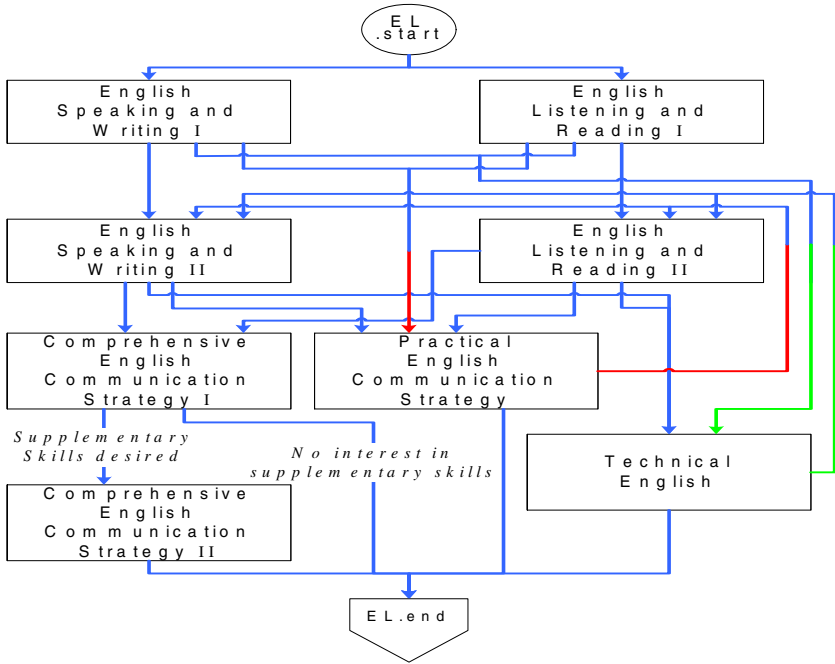 EL
.start
English
Speaking and
Writing I
English
Listening and
Reading I
English
Speaking and
Writing II
English
Listening and
Reading II
Comprehensive
English
Communication
Strategy I
Practical
English
Communication
Strategy
Supplementary
Skills desired
No interest in
supplementary skills
Technical
English
Comprehensive
English
Communication
Strategy II
EL.end